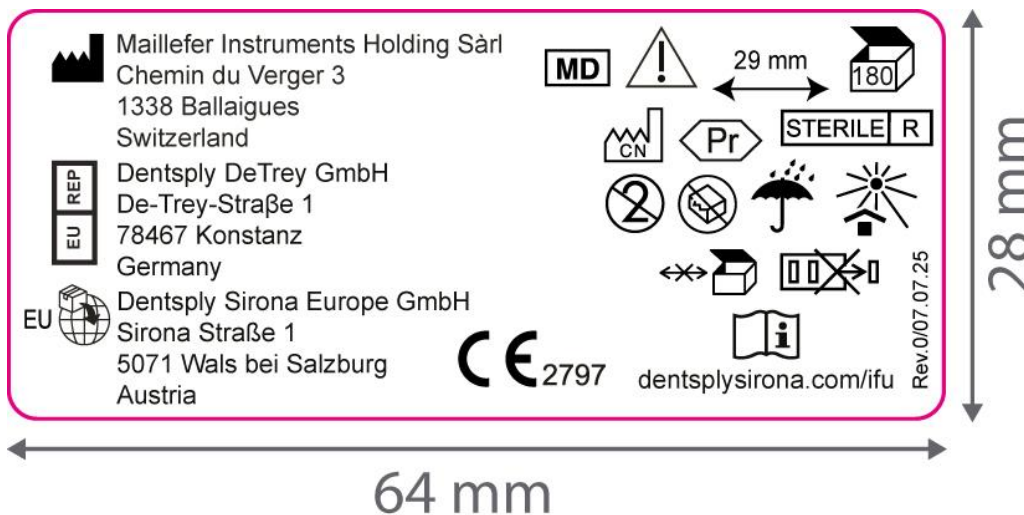 Maillefer Instruments Holding Sàrl
Chemin du Verger 3
1338 Ballaigues
Switzerland
EU REP
Dentsply DeTrey GmbH
De-Trey-Straβe 1
78467 Konstanz
Germany
EU
Dentsply Sirona Europe GmbH
Sirona Straße 1
5071 Wals bei Salzburg
Austria
CE 2797
MD
29 mm
180
CN
Pr
STERILE R
2
i
dentsplysirona.com/ifu
Rev.0/07.07.25
28 mm
64 mm